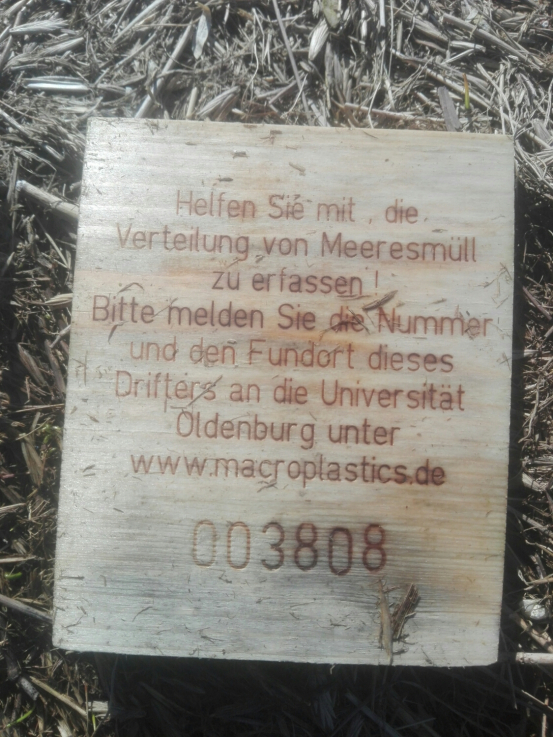 Helfen Sie mit, die
Verteilung von Meeresmüll
zu erfassen!
Bitte melden Sie die Nummer
und den Fundort dieses
Drifters an die Universität
Oldenburg unter
www.macroplastics.de
003808